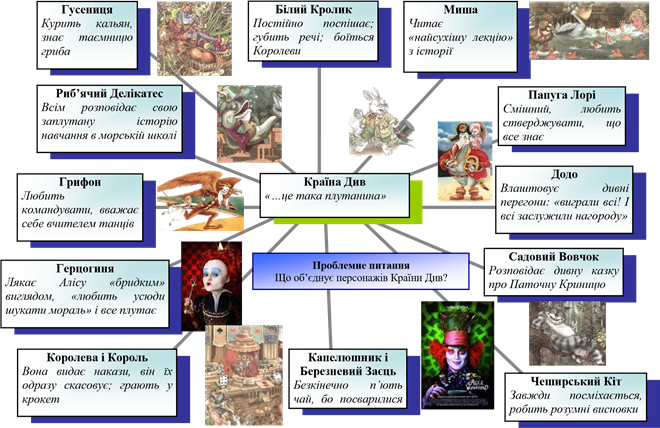 Гусениця
Курить кальян,
знає таємницю
гриба
Білий Кролик
Постійно поспішає;
губить речі; боїться
Королеви
Миша
Читає
«найсухішу лекцію»
з історії
Риб’ячий Делікатес
Всім розповідає свою
заплутану історію
навчання в морській школі
Папуга Лорі
Смішний, любить
стверджувати, що
все знає
Грифон
Любить
командувати, вважає
себе вчителем танців
Країна Див
«…це така плутанина»
Додо
Влаштовує дивні
перегони: «виграли всі! І
всі заслужили нагороду»
Герцогиня
Лякає Алісу «бридким»
виглядом, «любить усюди
шукати мораль» і все плутає
Проблемне питання
Що об’єднує персонажів Країни Див?
Садовий Вовчок
Розповідає дивну казку
про Паточну Криницю
Королева і Король
Вона видає накази, він їх
одразу скасовує; грають у
крокет
Капелюшник і
Березневий Заєць
Безкінечно п’ють
чай, бо посварилися
Чеширський Кіт
Завжди посміхається,
робить розумні висновки